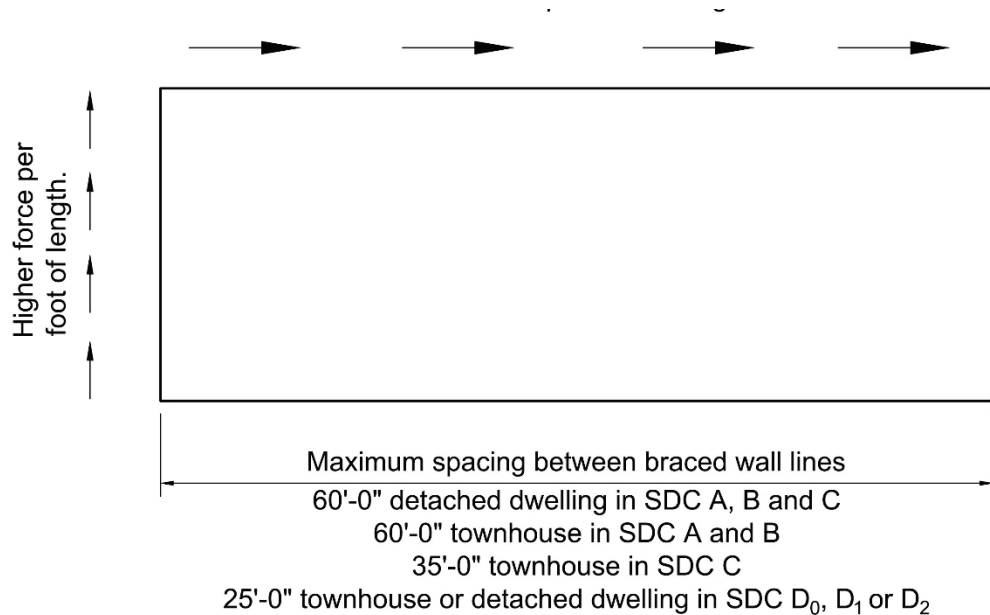 Higher force per
foot of length.
Maximum spacing between braced wall lines
60'-0" detached dwelling in SDC A, B and C
60'-0" townhouse in SDC A and B
35'-0" townhouse in SDC C
25'-0" townhouse or detached dwelling in SDC D₀, D₁ or D₂